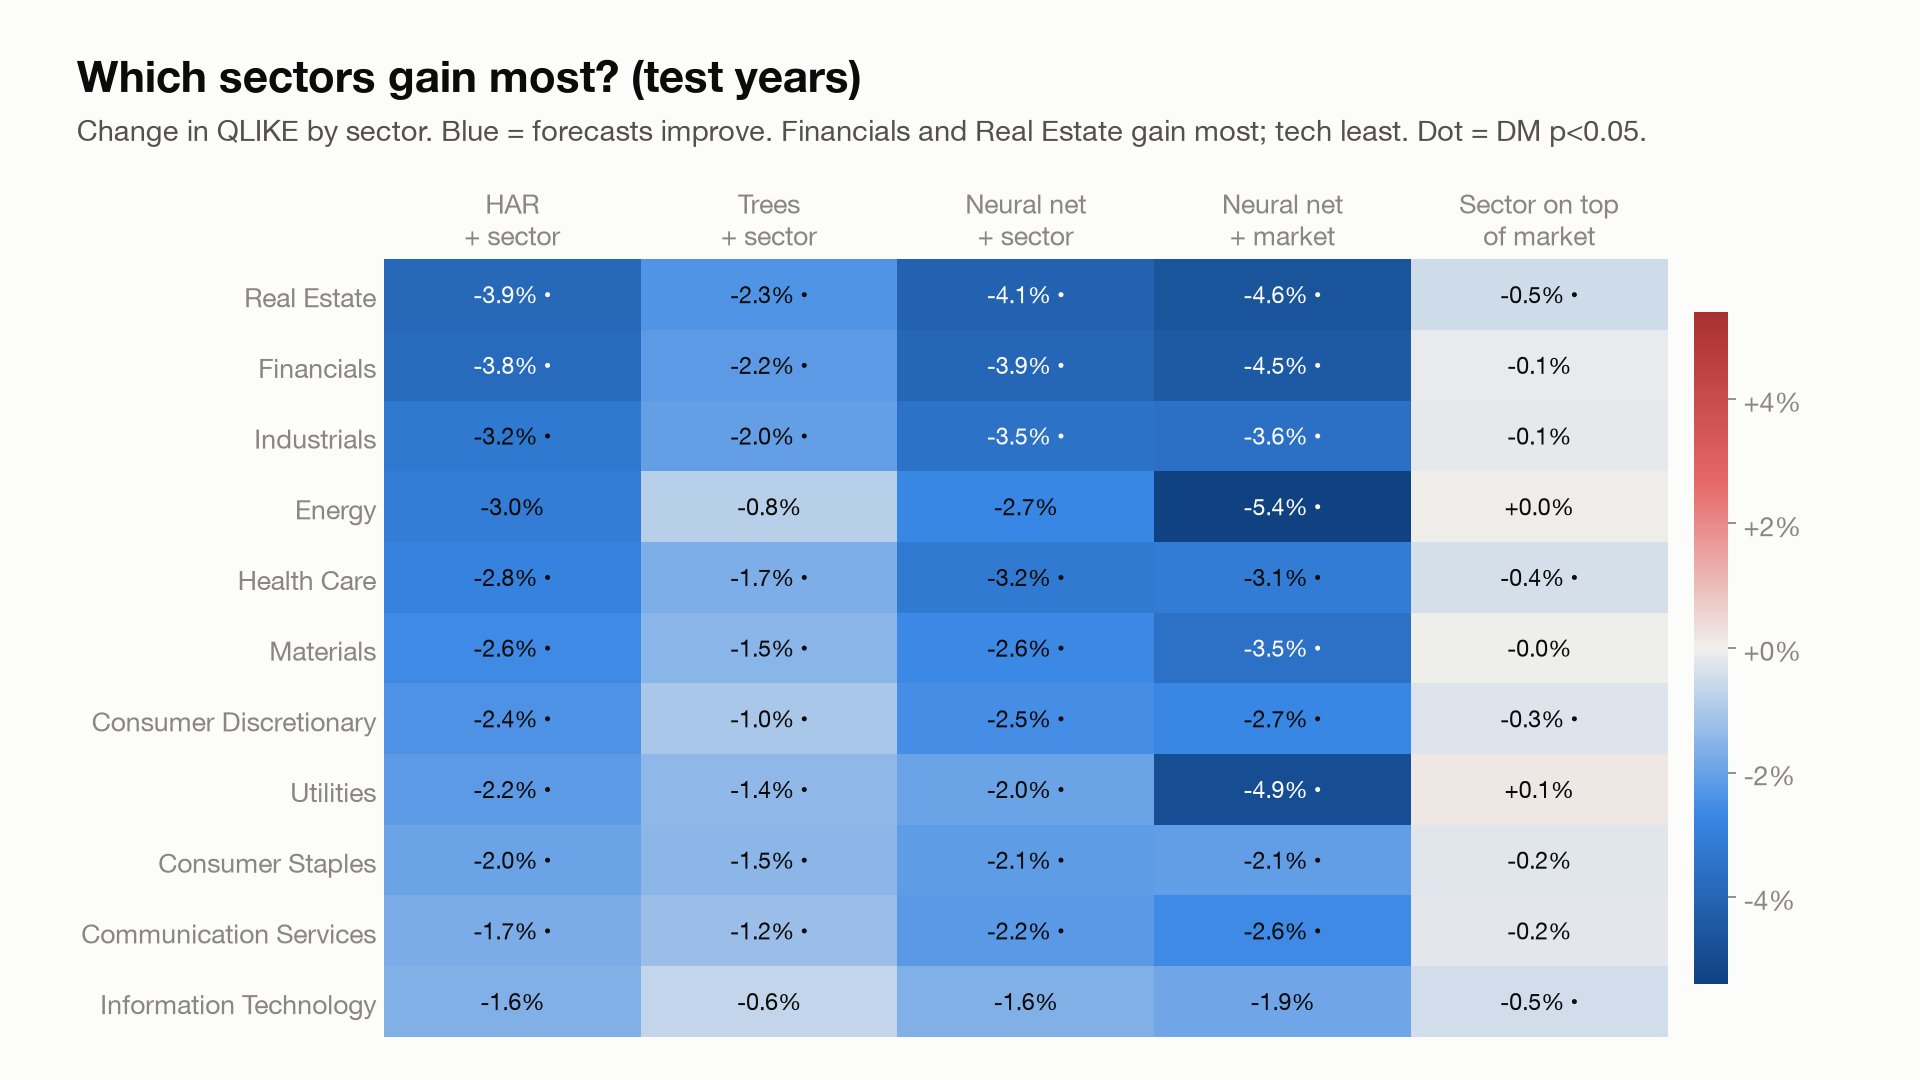 Which sectors gain most? (test years)
Change in QLIKE by sector. Blue = forecasts improve. Financials and Real Estate gain most; tech least. Dot = DM p<0.05.
HAR + sector
Trees + sector
Neural net + sector
Neural net + market
Sector on top of market
Real Estate -3.9% • -2.3% • -4.1% • -4.6% • -0.5% •
Financials -3.8% • -2.2% • -3.9% • -4.5% • -0.1%
Industrials -3.2% • -2.0% • -3.5% • -3.6% • -0.1%
Energy -3.0% -0.8% -2.7% -5.4% • +0.0%
Health Care -2.8% • -1.7% • -3.2% • -3.1% • -0.4% •
Materials -2.6% • -1.5% • -2.6% • -3.5% • -0.0%
Consumer Discretionary -2.4% • -1.0% • -2.5% • -2.7% • -0.3% •
Utilities -2.2% • -1.4% • -2.0% • -4.9% • +0.1%
Consumer Staples -2.0% • -1.5% • -2.1% • -2.1% • -0.2%
Communication Services -1.7% • -1.2% • -2.2% • -2.6% • -0.2%
Information Technology -1.6% -0.6% -1.6% -1.9% -0.5% •
+4%
+2%
+0%
-2%
-4%